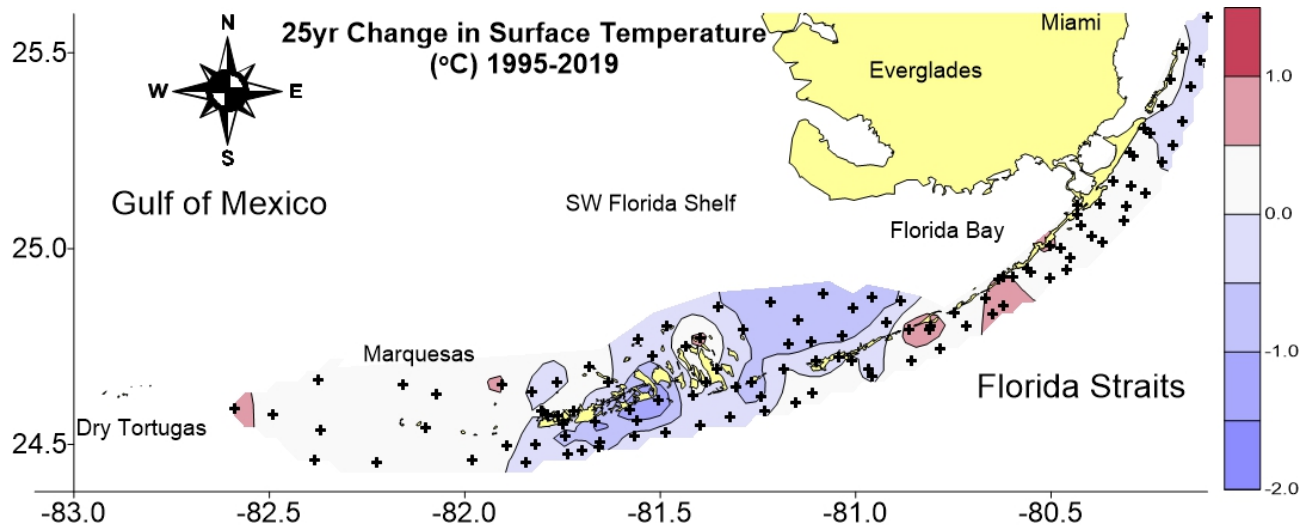 25yr Change in Surface Temperature
(°C) 1995-2019
N
W E
S
Miami
Everglades
Gulf of Mexico
SW Florida Shelf
Florida Bay
Marquesas
Florida Straits
Dry Tortugas
25.5
25.0
24.5
-83.0 -82.5 -82.0 -81.5 -81.0 -80.5
1.0
0.0
-1.0
-2.0